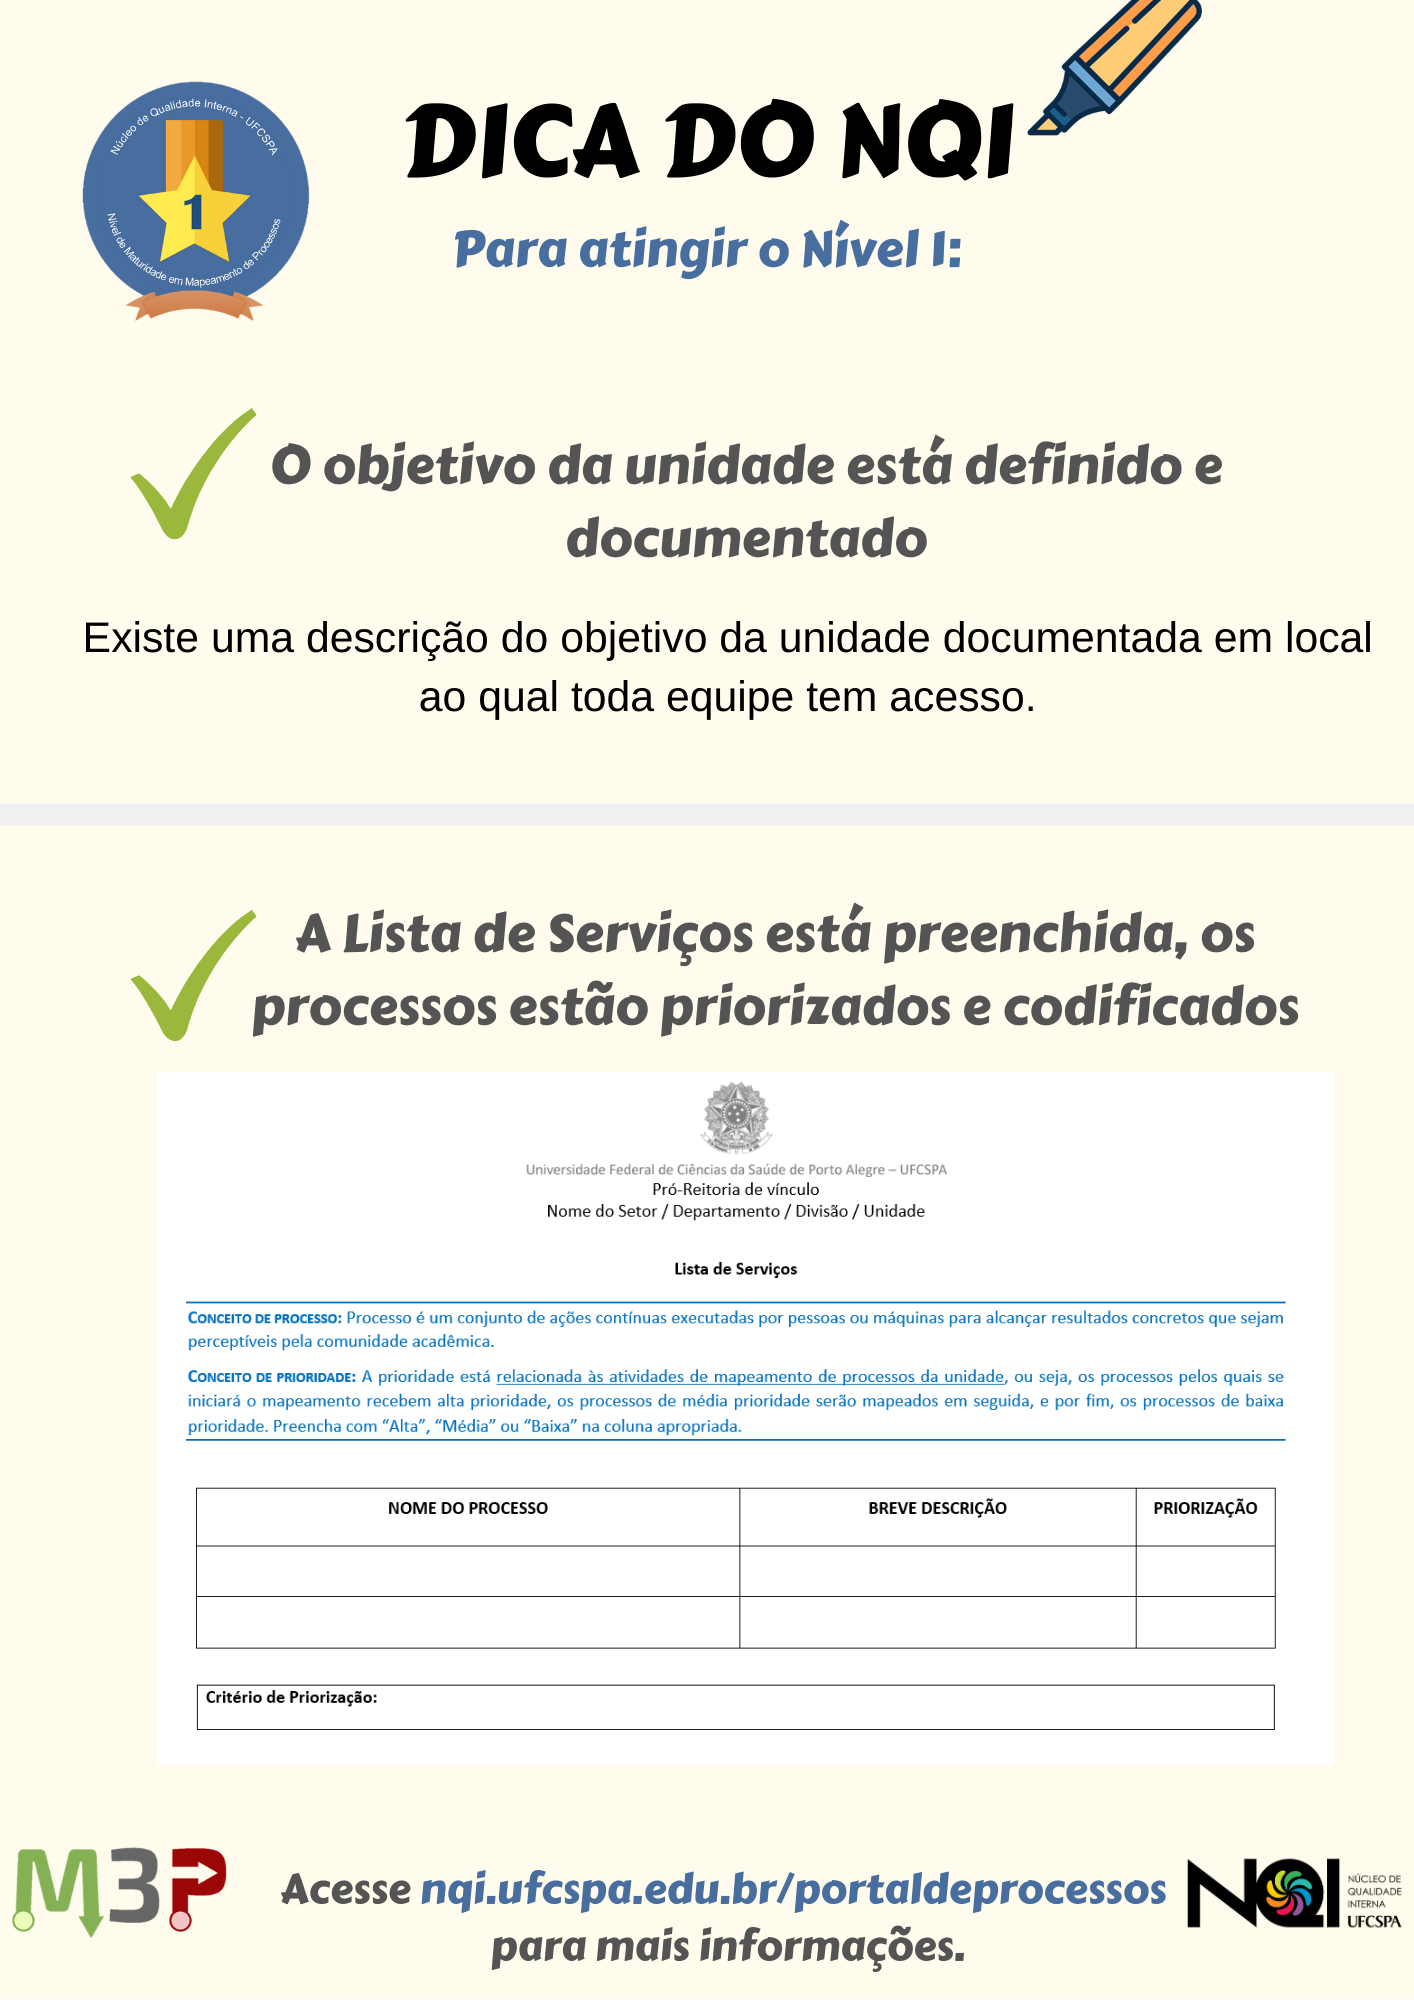 Núcleo de Qualidade Interna - UFCSPA
1
Nível de Maturidade em Mapeamento de Processos
DICA DO NQI
Para atingir o Nível 1:
O objetivo da unidade está definido e
documentado
Existe uma descrição do objetivo da unidade documentada em local
ao qual toda equipe tem acesso.
A Lista de Serviços está preenchida, os
processos estão priorizados e codificados
Universidade Federal de Ciências da Saúde de Porto Alegre – UFCSPA
Pró-Reitoria de vínculo
Nome do Setor / Departamento / Divisão / Unidade
Lista de Serviços
CONCEITO DE PROCESSO: Processo é um conjunto de ações contínuas executadas por pessoas ou máquinas para alcançar resultados concretos que sejam
perceptíveis pela comunidade acadêmica.
CONCEITO DE PRIORIDADE: A prioridade está relacionada às atividades de mapeamento de processos da unidade, ou seja, os processos pelos quais se
iniciará o mapeamento recebem alta prioridade, os processos de média prioridade serão mapeados em seguida, e por fim, os processos de baixa
prioridade. Preencha com “Alta”, “Média” ou “Baixa” na coluna apropriada.
NOME DO PROCESSO BREVE DESCRIÇÃO PRIORIZAÇÃO
Critério de Priorização:
M3P
Acesse nqi.ufcspa.edu.br/portaldeprocessos
para mais informações.
NQI
NÚCLEO DE
QUALIDADE
INTERNA
UFCSPA